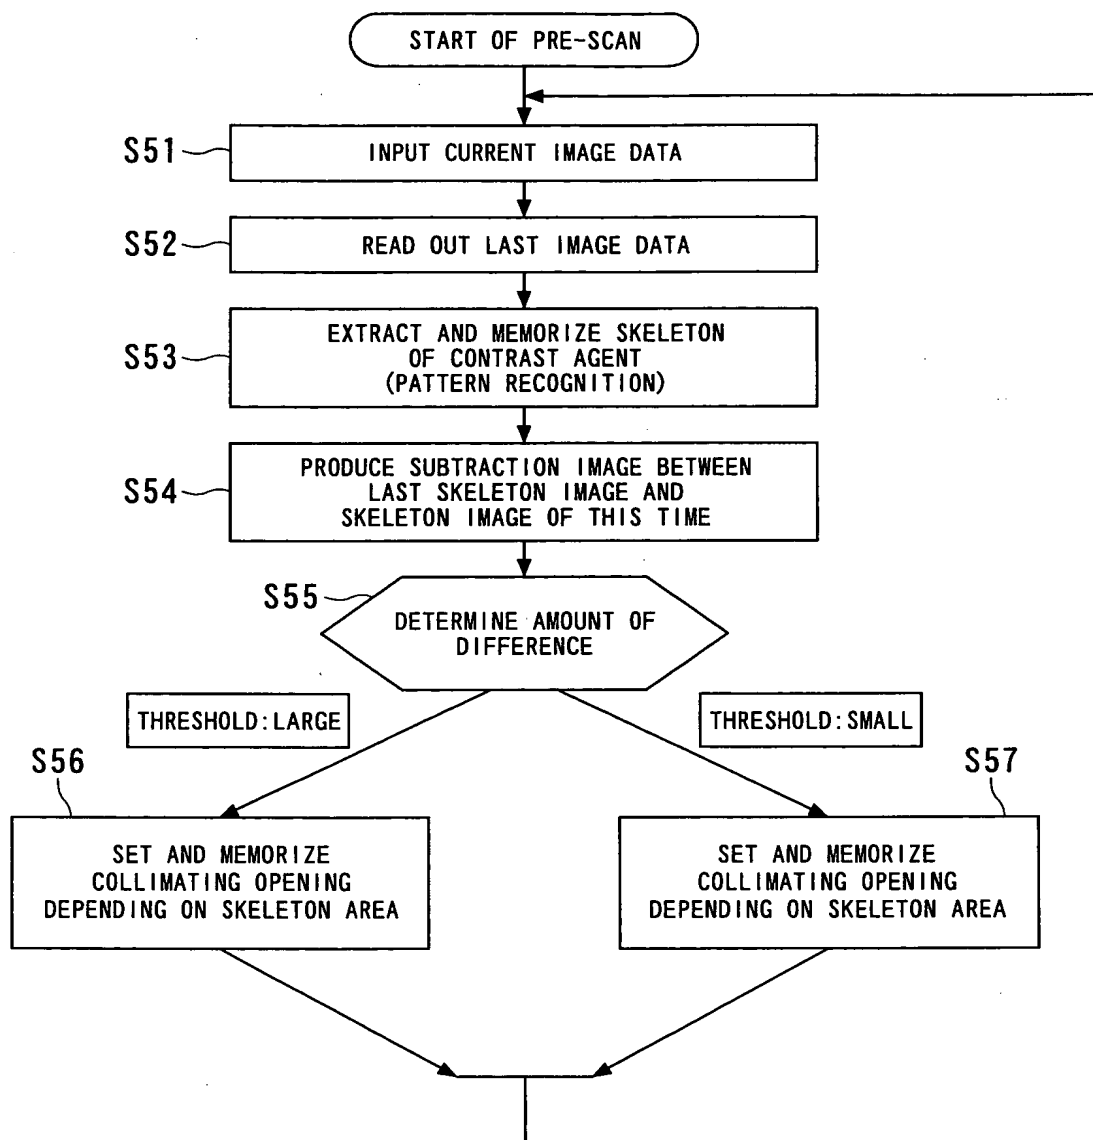 START OF PRE-SCAN
S51
INPUT CURRENT IMAGE DATA
S52
READ OUT LAST IMAGE DATA
S53
EXTRACT AND MEMORIZE SKELETON
OF CONTRAST AGENT
(PATTERN RECOGNITION)
S54
PRODUCE SUBTRACTION IMAGE BETWEEN
LAST SKELETON IMAGE AND
SKELETON IMAGE OF THIS TIME
S55
DETERMINE AMOUNT OF
DIFFERENCE
THRESHOLD:LARGE
THRESHOLD:SMALL
S56
SET AND MEMORIZE
COLLIMATING OPENING
DEPENDING ON SKELETON AREA
S57
SET AND MEMORIZE
COLLIMATING OPENING
DEPENDING ON SKELETON AREA